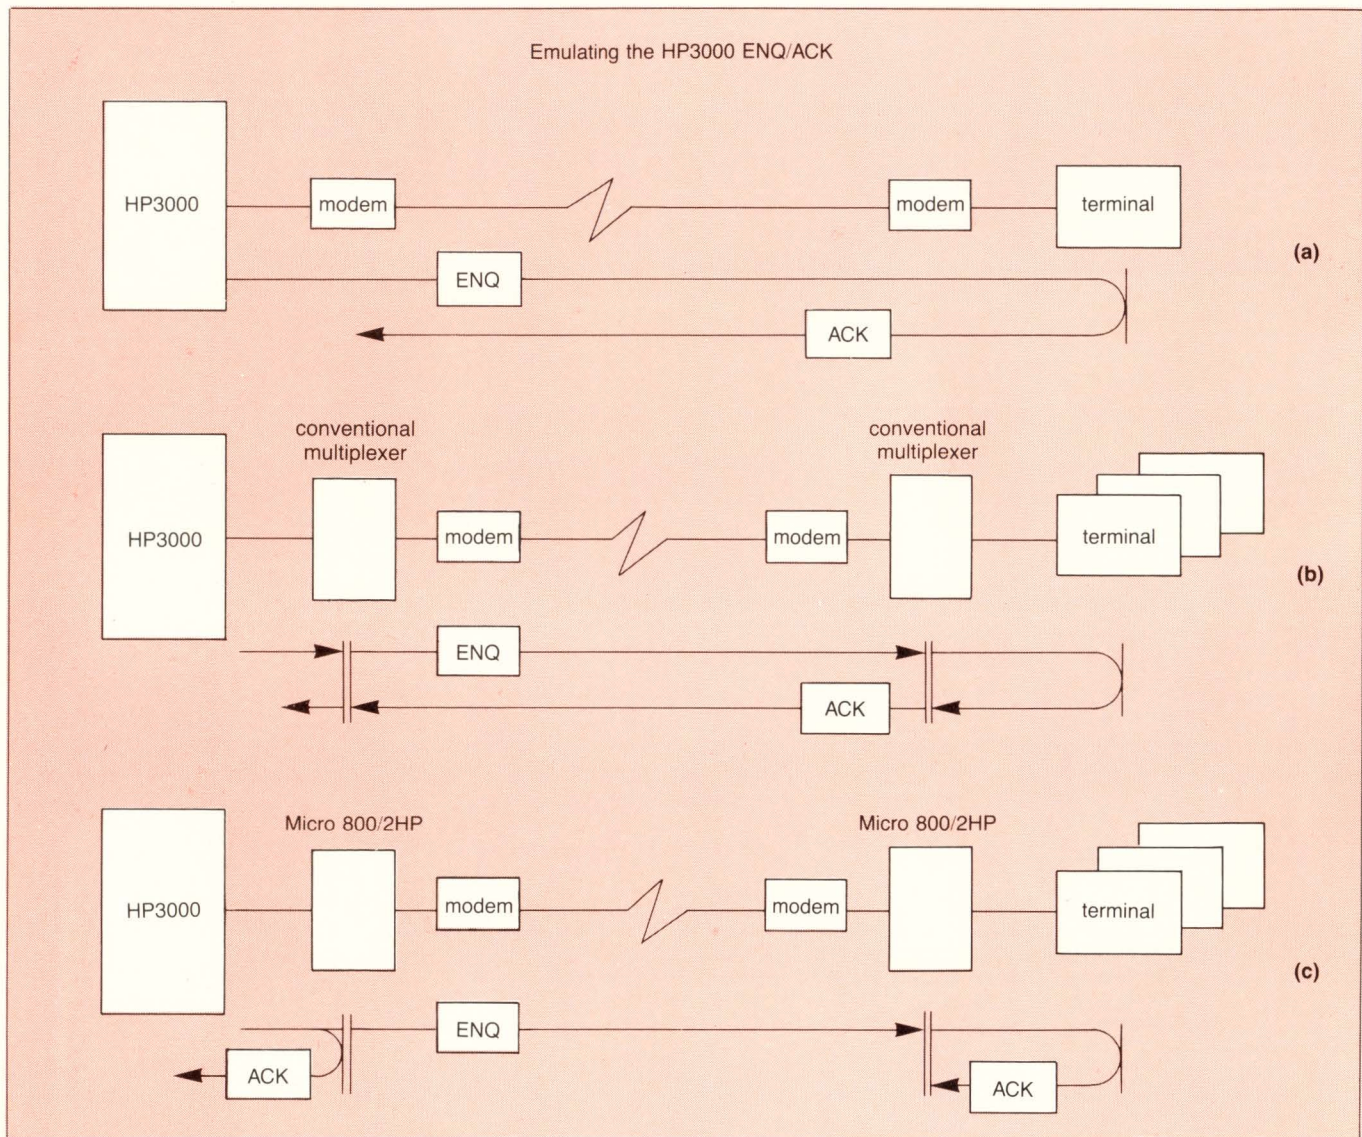 Emulating the HP3000 ENQ/ACK
HP3000
modem
modem
terminal
(a)
ENQ
ACK
conventional
multiplexer
conventional
multiplexer
HP3000
modem
modem
terminal
(b)
ENQ
ACK
Micro 800/2HP
Micro 800/2HP
HP3000
modem
modem
terminal
(c)
ENQ
ACK
ACK